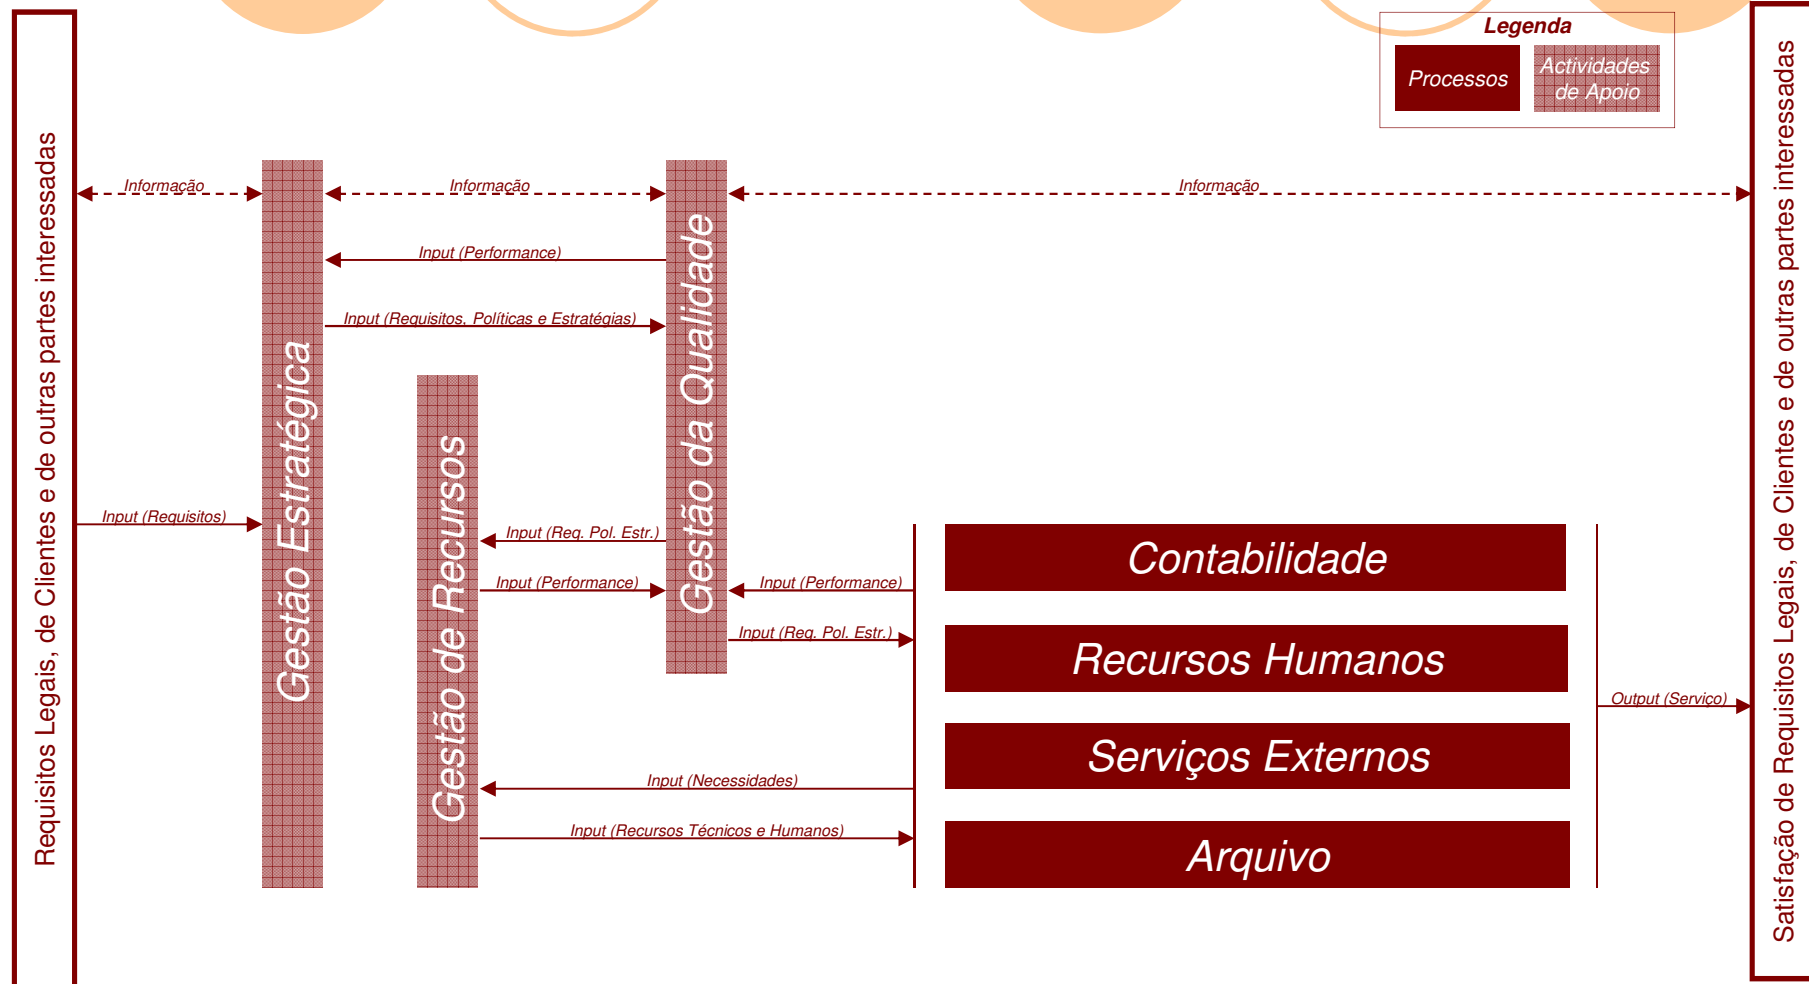 Legenda
Processos
Actividades
de Apoio
Requisitos Legais, de Clientes e de outras partes interessadas
Informação
Informação
Informação
Input (Performance)
Input (Requisitos, Políticas e Estratégias)
Gestão Estratégica
Gestão de Recursos
Gestão da Qualidade
Input (Requisitos)
Input (Req. Pol. Estr.)
Input (Performance)
Input (Performance)
Input (Req. Pol. Estr.)
Input (Necessidades)
Input (Recursos Técnicos e Humanos)
Contabilidade
Recursos Humanos
Serviços Externos
Arquivo
Output (Serviço)
Satisfação de Requisitos Legais, de Clientes e de outras partes interessadas